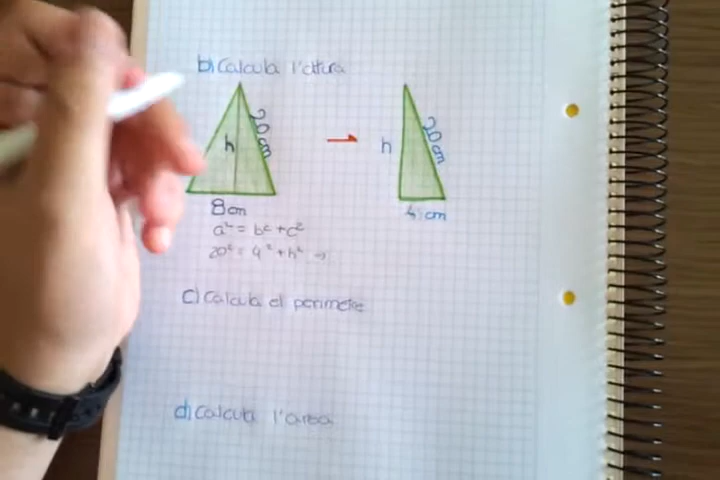 b) Calcula l'altura
20 cm
h
8 cm
h
20 cm
4 cm
a² = b² + c²
20² = 4² + h² →
c) Calcula el perímetre
d) Calcula l'àrea